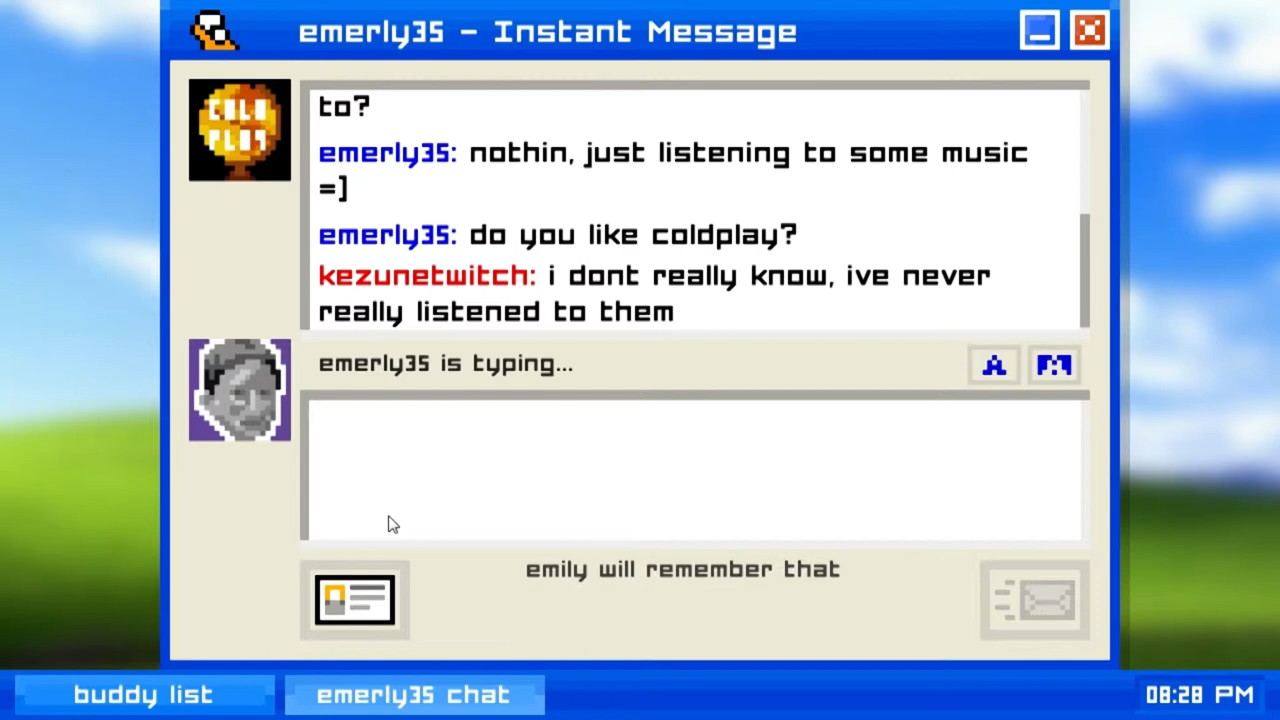 emerly35 - Instant Message
COLD
PLAY
to?
emerly35: nothin, just listening to some music
=]
emerly35: do you like coldplay?
kezunetwitch: i dont really know, ive never
really listened to them
emerly35 is typing...
A
emily will remember that
buddy list
emerly35 chat
08:28 PM